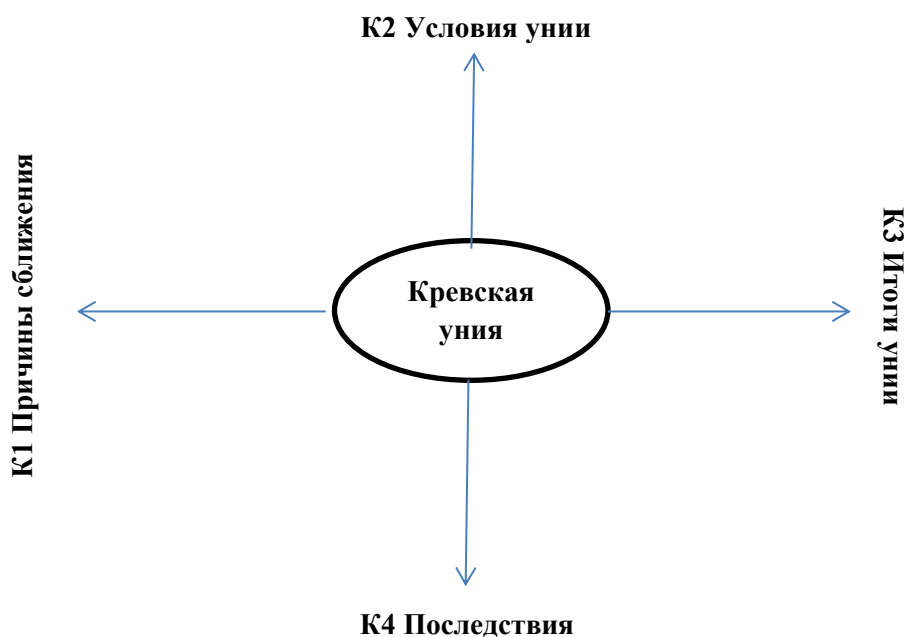 К2 Условия унии
К1 Причины сближения
Кревская
уния
К3 Итоги унии
К4 Последствия